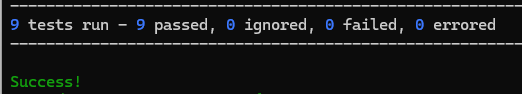 9 tests run - 9 passed, 0 ignored, 0 failed, 0 errored
Success!